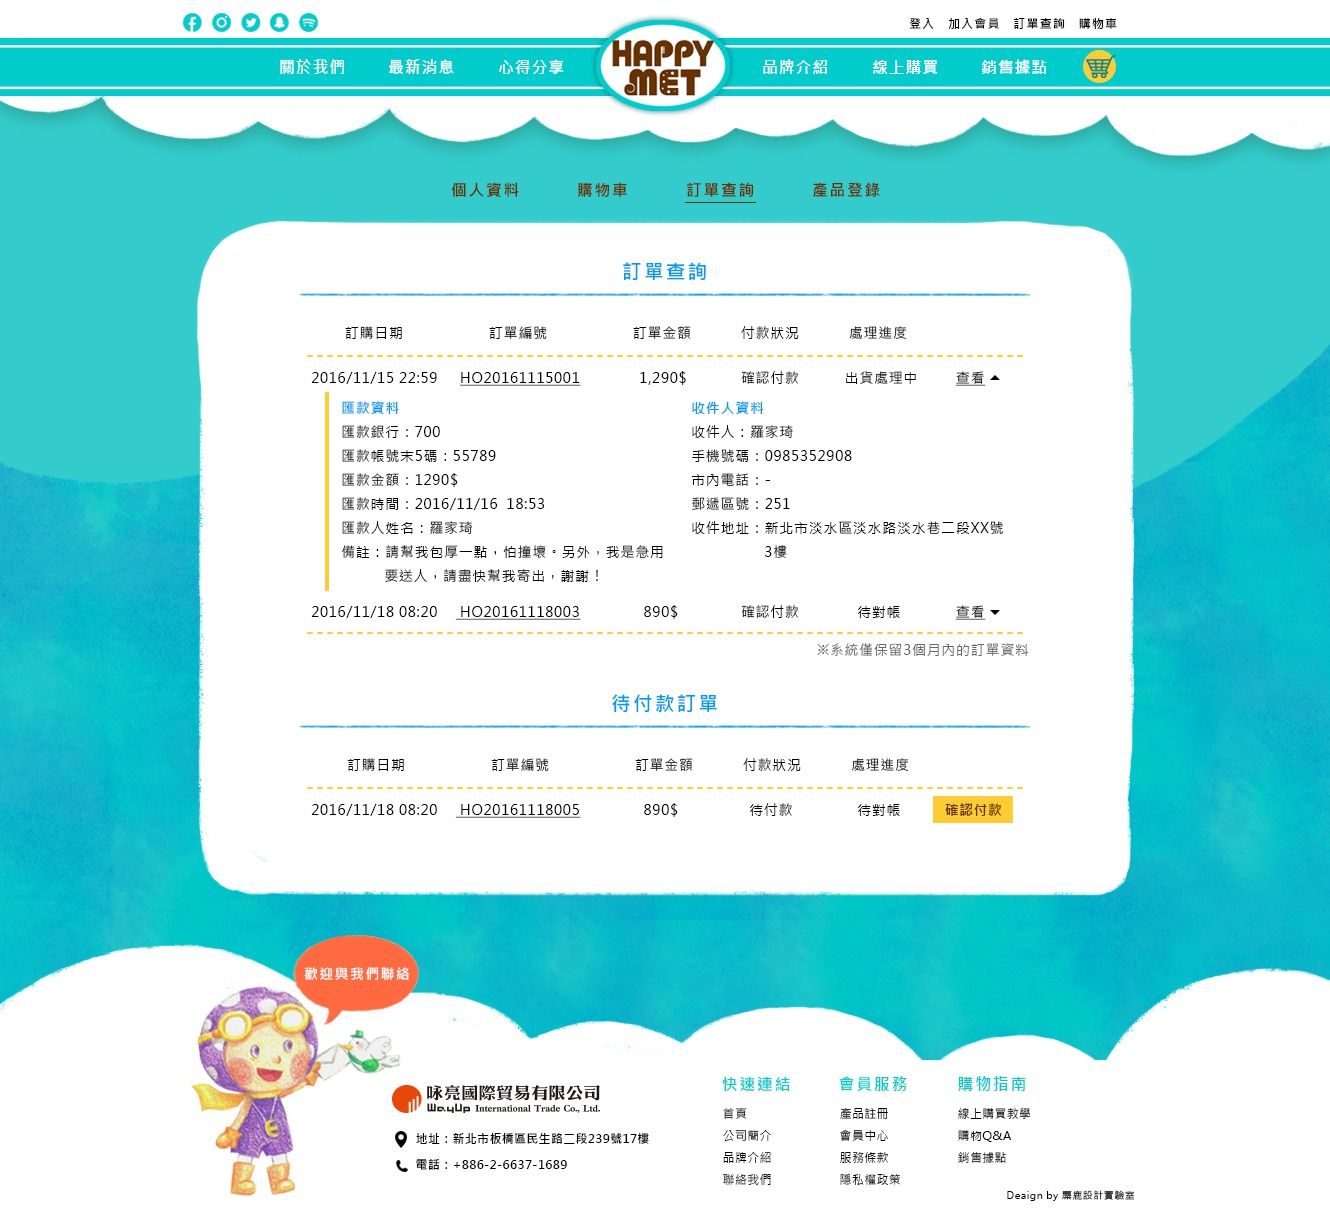 登入 加入會員 訂單查詢 購物車
關於我們 最新消息 心得分享 HAPPY MET 品牌介紹 線上購買 銷售據點
個人資料 購物車 訂單查詢 產品登錄
訂單查詢
訂購日期 訂單編號 訂單金額 付款狀況 處理進度
2016/11/15 22:59 HO20161115001 1,290$ 確認付款 出貨處理中 查看
匯款資料
匯款銀行：700
匯款帳號末5碼：55789
匯款金額：1290$
匯款時間：2016/11/16 18:53
匯款人姓名：羅家琦
備註：請幫我包厚一點，怕撞壞。另外，我是急用
要送人，請盡快幫我寄出，謝謝！
收件人資料
收件人：羅家琦
手機號碼：0985352908
市內電話：-
郵遞區號：251
收件地址：新北市淡水區淡水路淡水巷二段XX號
3樓
2016/11/18 08:20 HO20161118003 890$ 確認付款 待對帳 查看
※系統僅保留3個月內的訂單資料
待付款訂單
訂購日期 訂單編號 訂單金額 付款狀況 處理進度
2016/11/18 08:20 HO20161118005 890$ 待付款 待對帳 確認付款
歡迎與我們聯絡
咏亮國際貿易有限公司
WayUp International Trade Co., Ltd.
地址：新北市板橋區民生路二段239號17樓
電話：+886-2-6637-1689
快速連結
首頁
公司簡介
品牌介紹
聯絡我們
會員服務
產品註冊
會員中心
服務條款
隱私權政策
購物指南
線上購買教學
購物Q&A
銷售據點
Deaign by 麋鹿設計實驗室